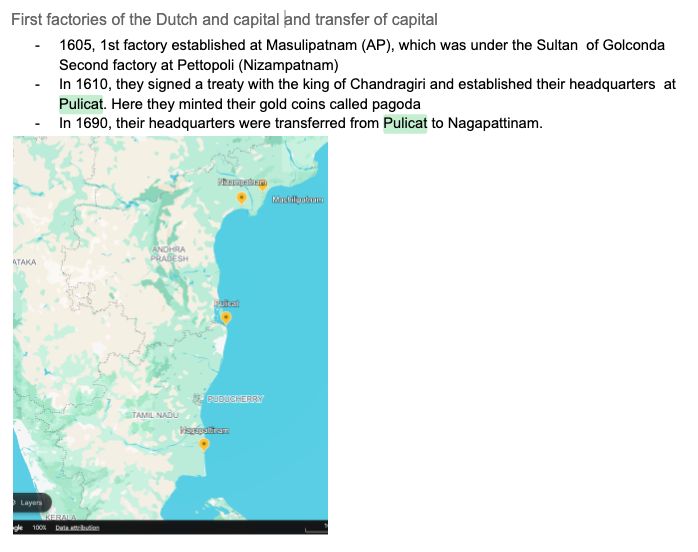 First factories of the Dutch and capital and transfer of capital
- 1605, 1st factory established at Masulipatnam (AP), which was under the Sultan of Golconda
Second factory at Pettopoli (Nizampatnam)
- In 1610, they signed a treaty with the king of Chandragiri and established their headquarters at
Pulicat. Here they minted their gold coins called pagoda
- In 1690, their headquarters were transferred from Pulicat to Nagapattinam.
Nizampatnam
Machilipatnam
ANDHRA
PRADESH
ATAKA
Pulicat
PUDUCHERRY
TAMIL NADU
Nagapattinam
Layers
KERALA
gle 100% Data attribution